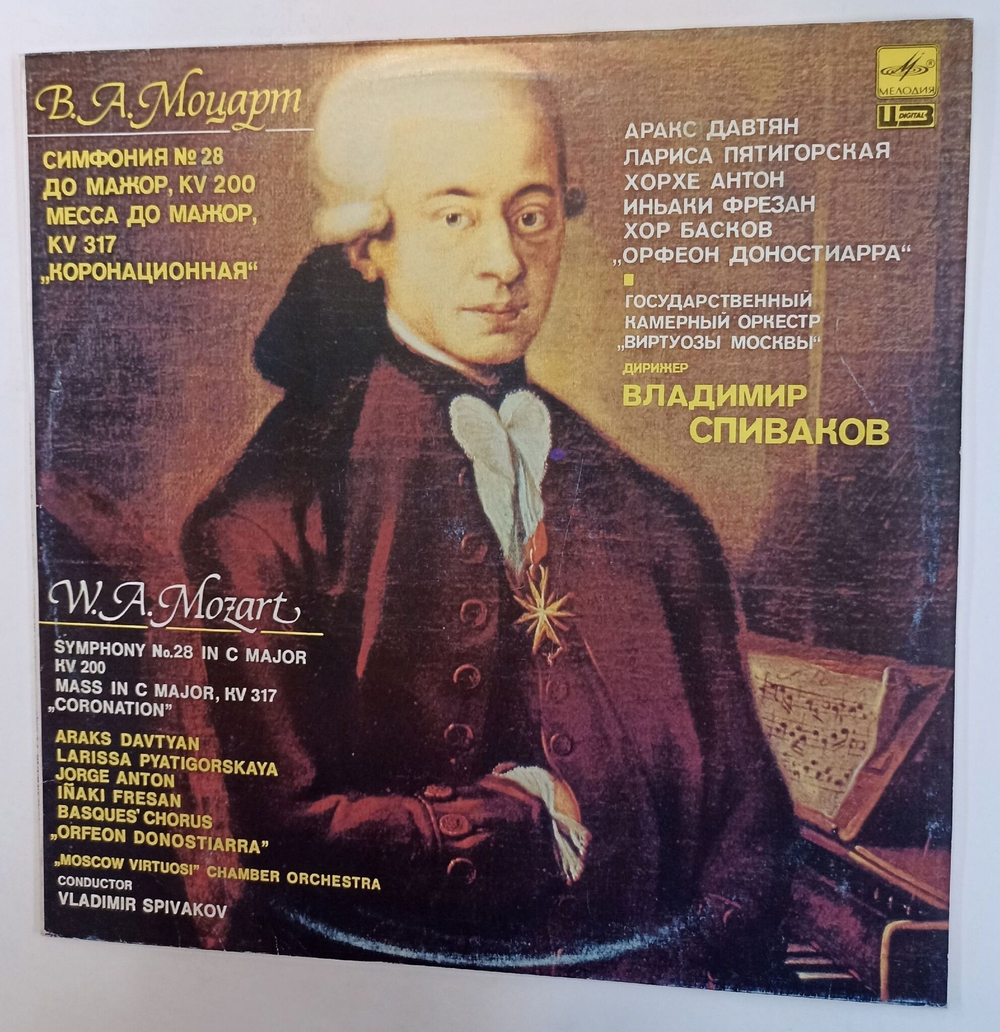 В.А.Моцарт
СИМФОНИЯ №28
ДО МАЖОР, KV 200
МЕССА ДО МАЖОР,
KV 317
„КОРОНАЦИОННАЯ“
МЕЛОДИЯ
DIGITAL
АРАКС ДАВТЯН
ЛАРИСА ПЯТИГОРСКАЯ
ХОРХЕ АНТОН
ИНЬАКИ ФРЕЗАН
ХОР БАСКОВ
„ОРФЕОН ДОНОСТИАРРА“
ГОСУДАРСТВЕННЫЙ
КАМЕРНЫЙ ОРКЕСТР
„ВИРТУОЗЫ МОСКВЫ“
ДИРИЖЕР
ВЛАДИМИР
СПИВАКОВ
W.A.Mozart
SYMPHONY No.28 IN C MAJOR
KV 200
MASS IN C MAJOR, KV 317
„CORONATION”
ARAKS DAVTYAN
LARISSA PYATIGORSKAYA
JORGE ANTON
IÑAKI FRESAN
BASQUES' CHORUS
„ORFEON DONOSTIARRA”
„MOSCOW VIRTUOSI” CHAMBER ORCHESTRA
CONDUCTOR
VLADIMIR SPIVAKOV